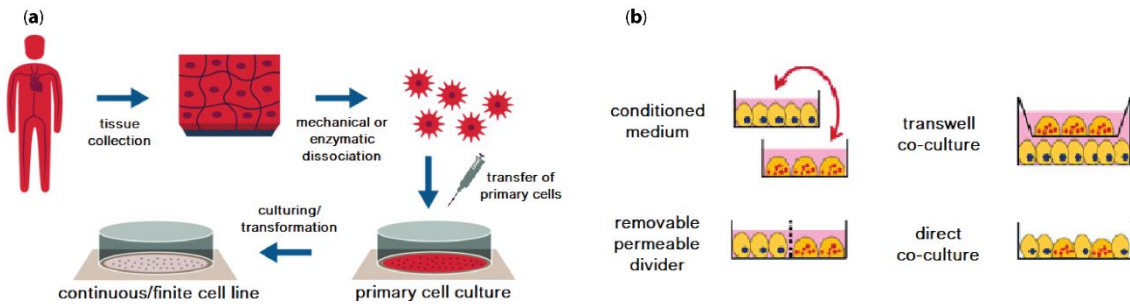 (a)
tissue
collection
mechanical or
enzymatic
dissociation
transfer of
primary cells
culturing/
transformation
continuous/finite cell line
primary cell culture
(b)
conditioned
medium
transwell
co-culture
removable
permeable
divider
direct
co-culture